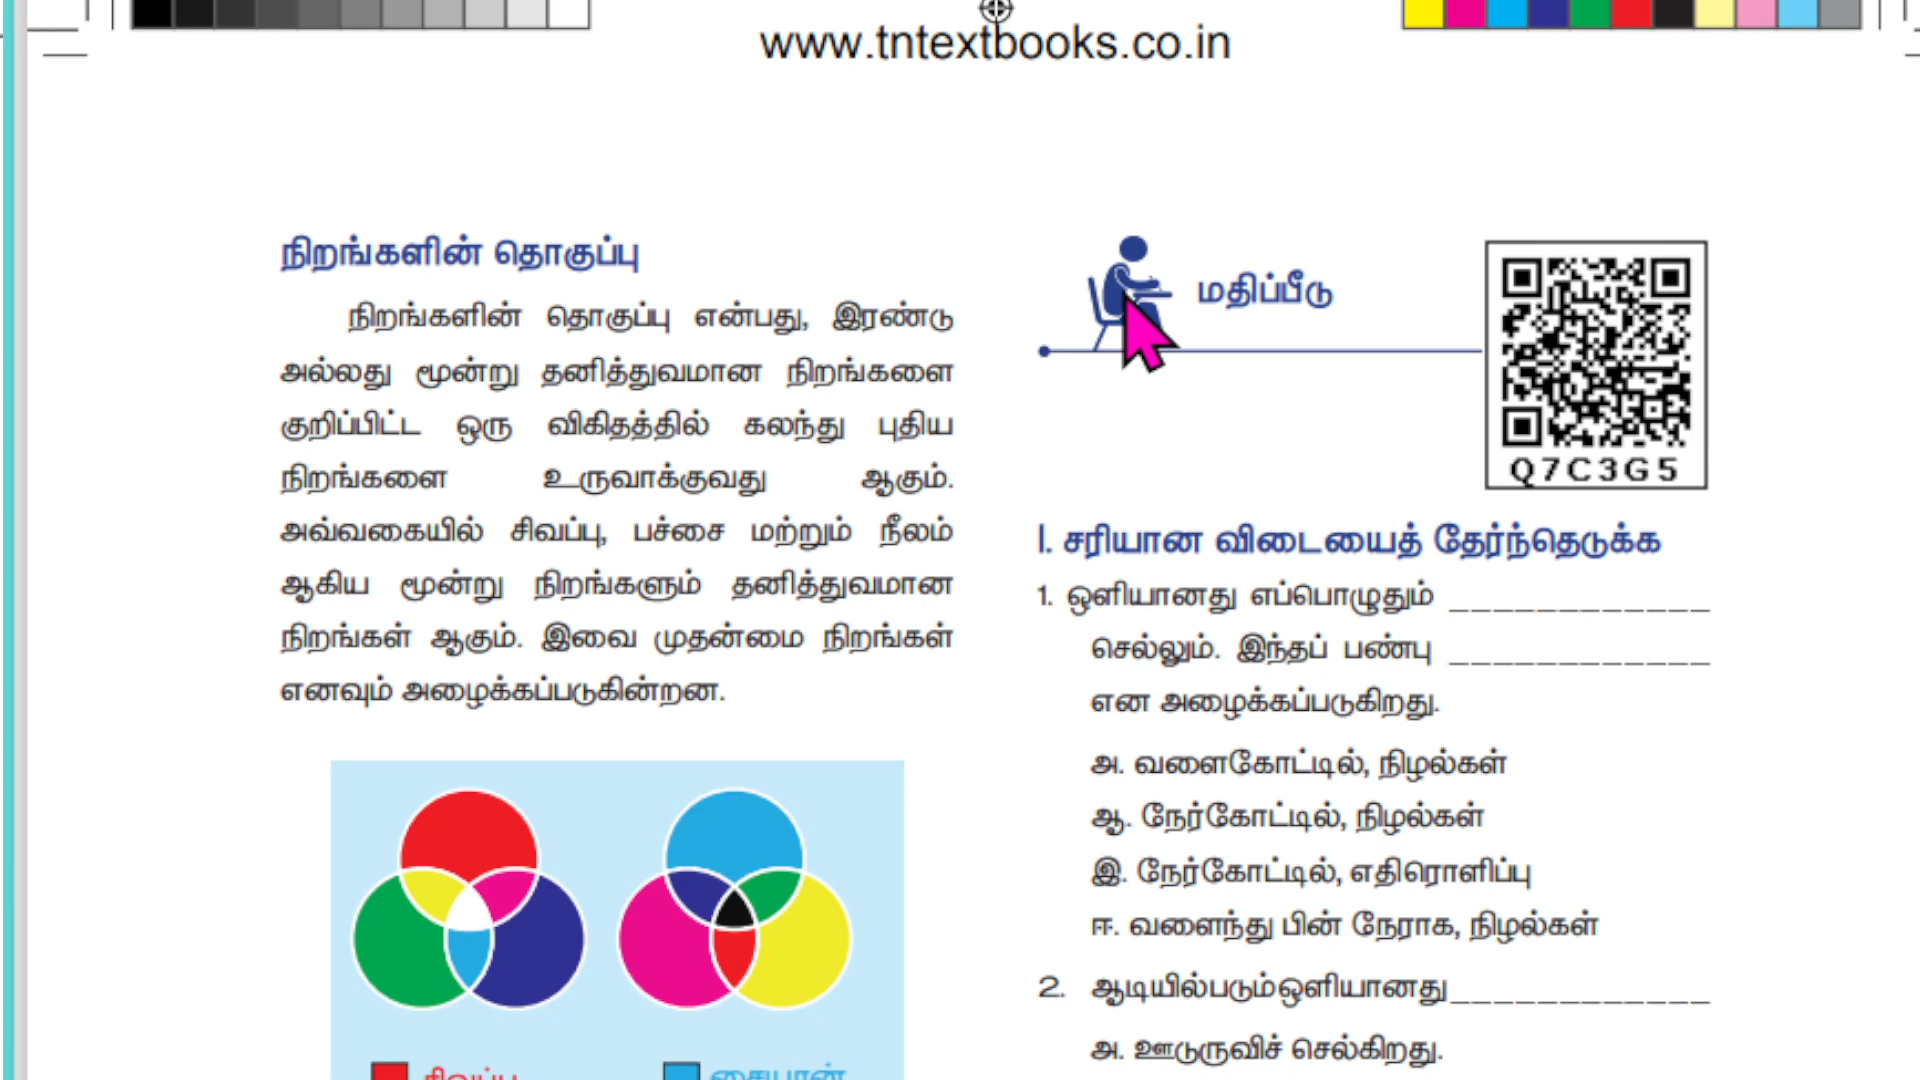 www.tntextbooks.co.in
நிறங்களின் தொகுப்பு
நிறங்களின் தொகுப்பு என்பது, இரண்டு
அல்லது மூன்று தனித்துவமான நிறங்களை
குறிப்பிட்ட ஒரு விகிதத்தில் கலந்து புதிய
நிறங்களை உருவாக்குவது ஆகும்.
அவ்வகையில் சிவப்பு, பச்சை மற்றும் நீலம்
ஆகிய மூன்று நிறங்களும் தனித்துவமான
நிறங்கள் ஆகும். இவை முதன்மை நிறங்கள்
எனவும் அழைக்கப்படுகின்றன.
சிவப்பு
சையான்
மதிப்பீடு
Q7C3G5
I. சரியான விடையைத் தேர்ந்தெடுக்க
1. ஒளியானது எப்பொழுதும் ____________
செல்லும். இந்தப் பண்பு ____________
என அழைக்கப்படுகிறது.
அ. வளைகோட்டில், நிழல்கள்
ஆ. நேர்கோட்டில், நிழல்கள்
இ. நேர்கோட்டில், எதிரொளிப்பு
ஈ. வளைந்து பின் நேராக, நிழல்கள்
2. ஆடியில்படும்ஒளியானது____________
அ. ஊடுருவிச் செல்கிறது.